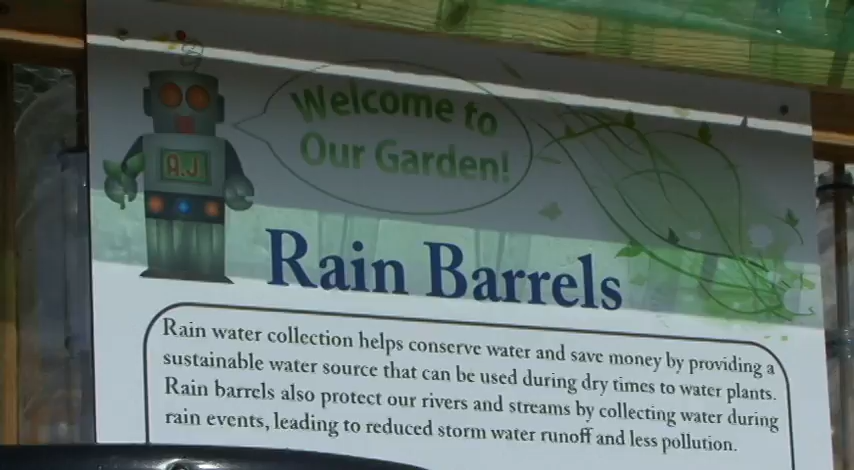 Welcome to
Our Garden!
A.J
Rain Barrels
Rain water collection helps conserve water and save money by providing a
sustainable water source that can be used during dry times to water plants.
Rain barrels also protect our rivers and streams by collecting water during
rain events, leading to reduced storm water runoff and less pollution.